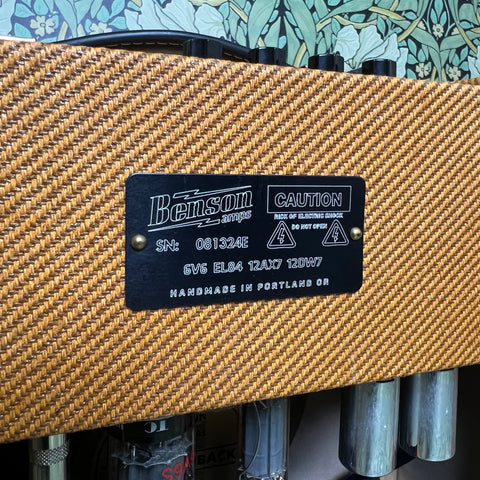 Benson
amps
CAUTION
RISK OF ELECTRIC SHOCK
DO NOT OPEN
SN: 081324E
6V6 EL84 12AX7 12DW7
HANDMADE IN PORTLAND OR
BACK